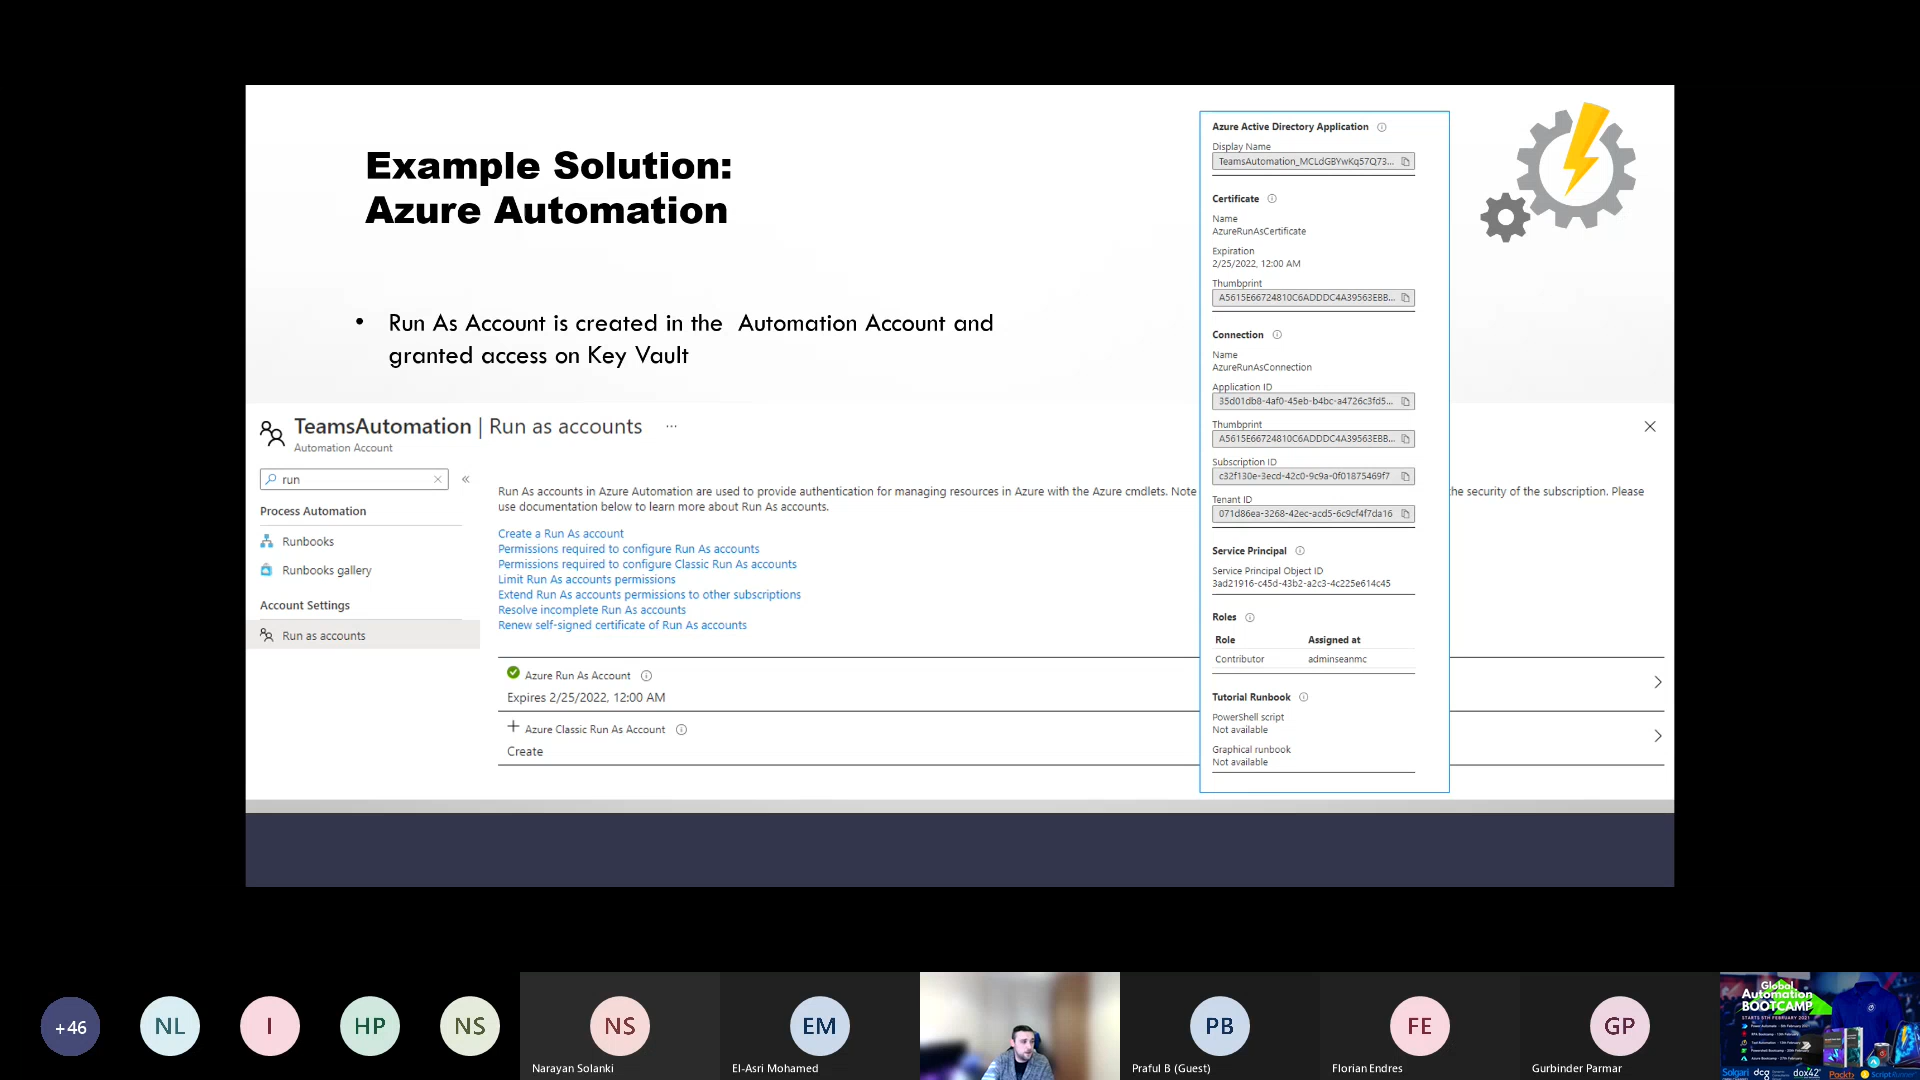 Example Solution:
Azure Automation
• Run As Account is created in the  Automation Account and
granted access on Key Vault
TeamsAutomation | Run as accounts ...
Automation Account
run
«
Process Automation
Runbooks
Runbooks gallery
Account Settings
Run as accounts
Run As accounts in Azure Automation are used to provide authentication for managing resources in Azure with the Azure cmdlets. Note
the security of the subscription. Please
use documentation below to learn more about Run As accounts.
Create a Run As account
Permissions required to configure Run As accounts
Permissions required to configure Classic Run As accounts
Limit Run As accounts permissions
Extend Run As accounts permissions to other subscriptions
Resolve incomplete Run As accounts
Renew self-signed certificate of Run As accounts
Azure Run As Account
Expires 2/25/2022, 12:00 AM
Azure Classic Run As Account
Create
Azure Active Directory Application
Display Name
TeamsAutomation_MCLdGBYwKq57Q73...
Certificate
Name
AzureRunAsCertificate
Expiration
2/25/2022, 12:00 AM
Thumbprint
A5615E66724810C6ADDDC4A39563EBB...
Connection
Name
AzureRunAsConnection
Application ID
35d01db8-4af0-45eb-b4bc-a4726c3fd5...
Thumbprint
A5615E66724810C6ADDDC4A39563EBB...
Subscription ID
c32f130e-3ecd-42c0-9c9a-0f01875469f7
Tenant ID
071d86ea-3268-42ec-acd5-6c9cf4f7da16
Service Principal
Service Principal Object ID
3ad21916-c45d-43b2-a2c3-4c225e614c45
Roles
Role Assigned at
Contributor adminseanmc
Tutorial Runbook
PowerShell script
Not available
Graphical runbook
Not available
+46
NL
I
HP
NS
NS
Narayan Solanki
EM
El-Asri Mohamed
PB
Praful B (Guest)
FE
Florian Endres
GP
Gurbinder Parmar
Global
Automation
BOOTCAMP
STARTS 5TH FEBRUARY 2021
Solgari dcg dox42 Packt ScriptRunner